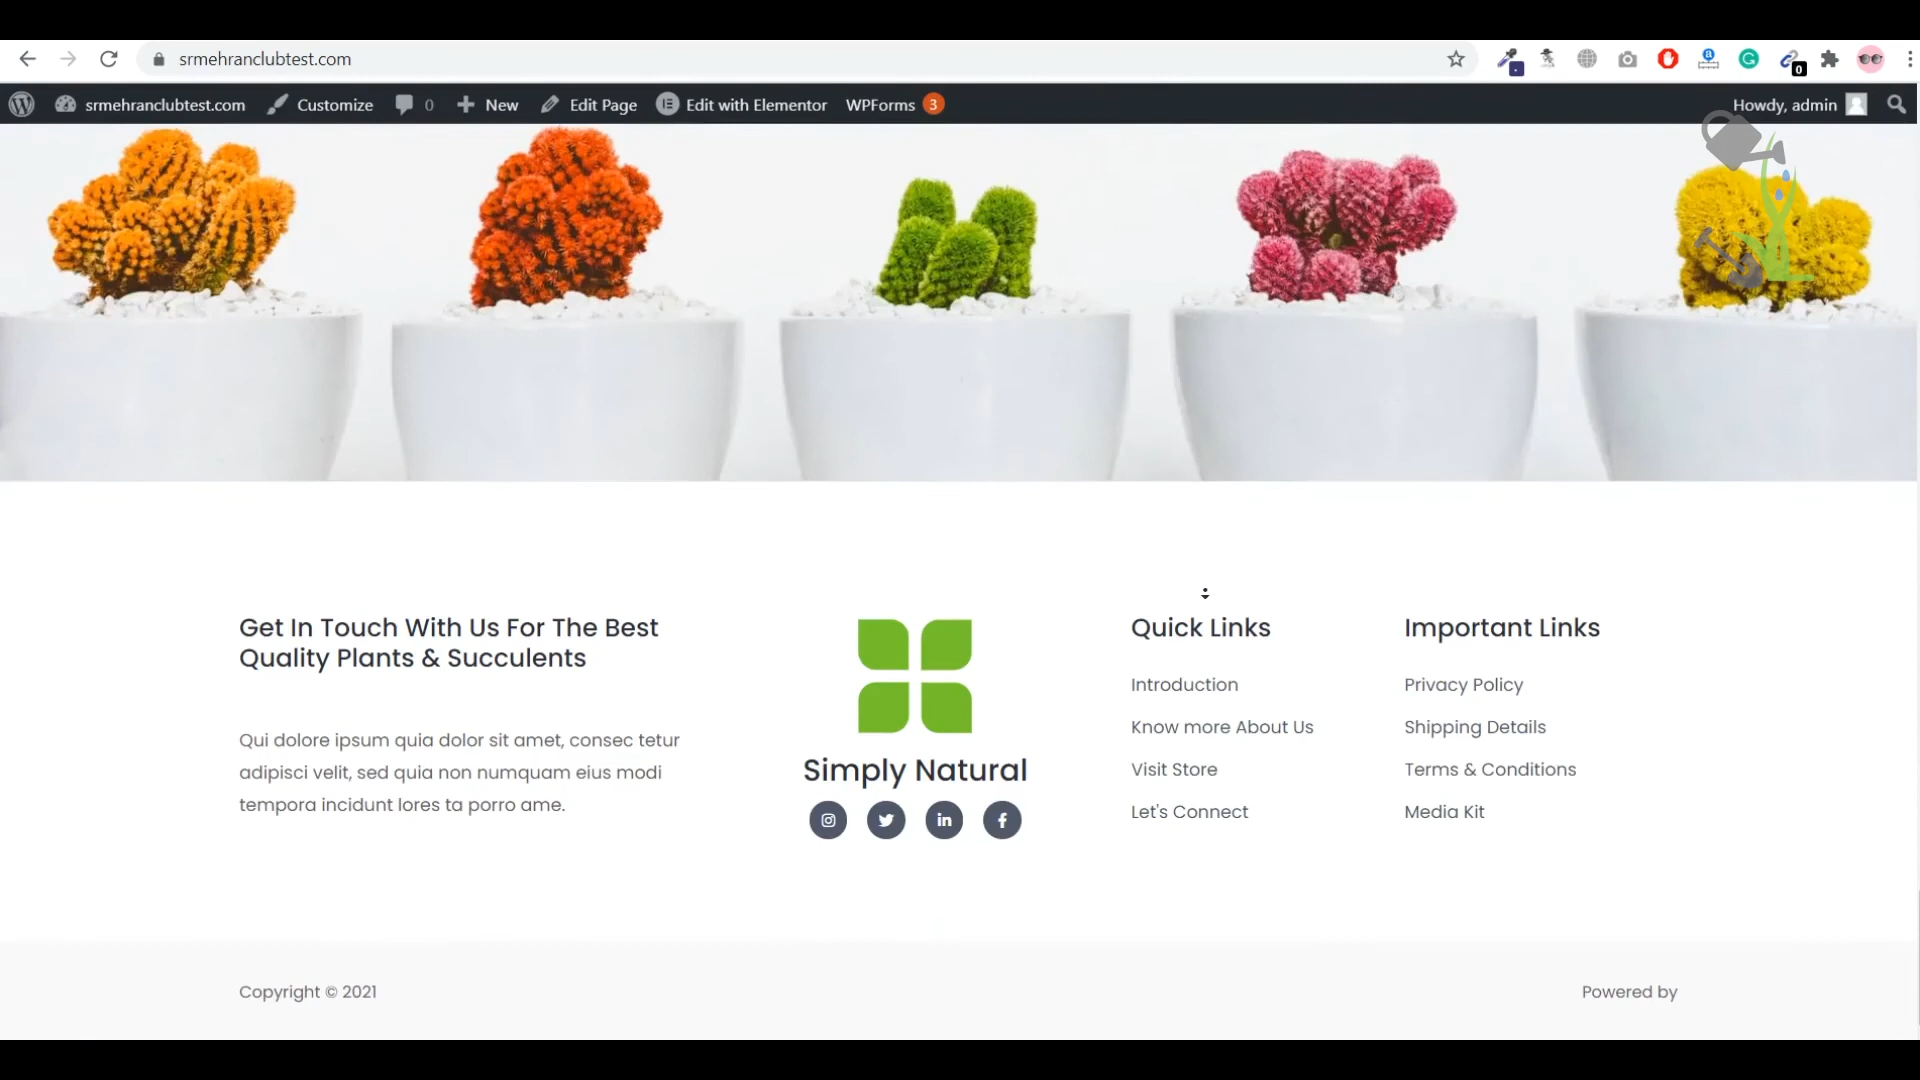 srmehranclubtest.com
0
srmehranclubtest.com Customize 0 New Edit Page Edit with Elementor WPForms 3 Howdy, admin
Get In Touch With Us For The Best
Quality Plants & Succulents
Qui dolore ipsum quia dolor sit amet, consec tetur
adipisci velit, sed quia non numquam eius modi
tempora incidunt lores ta porro ame.
Simply Natural
Quick Links
Introduction
Know more About Us
Visit Store
Let's Connect
Important Links
Privacy Policy
Shipping Details
Terms & Conditions
Media Kit
Copyright © 2021
Powered by